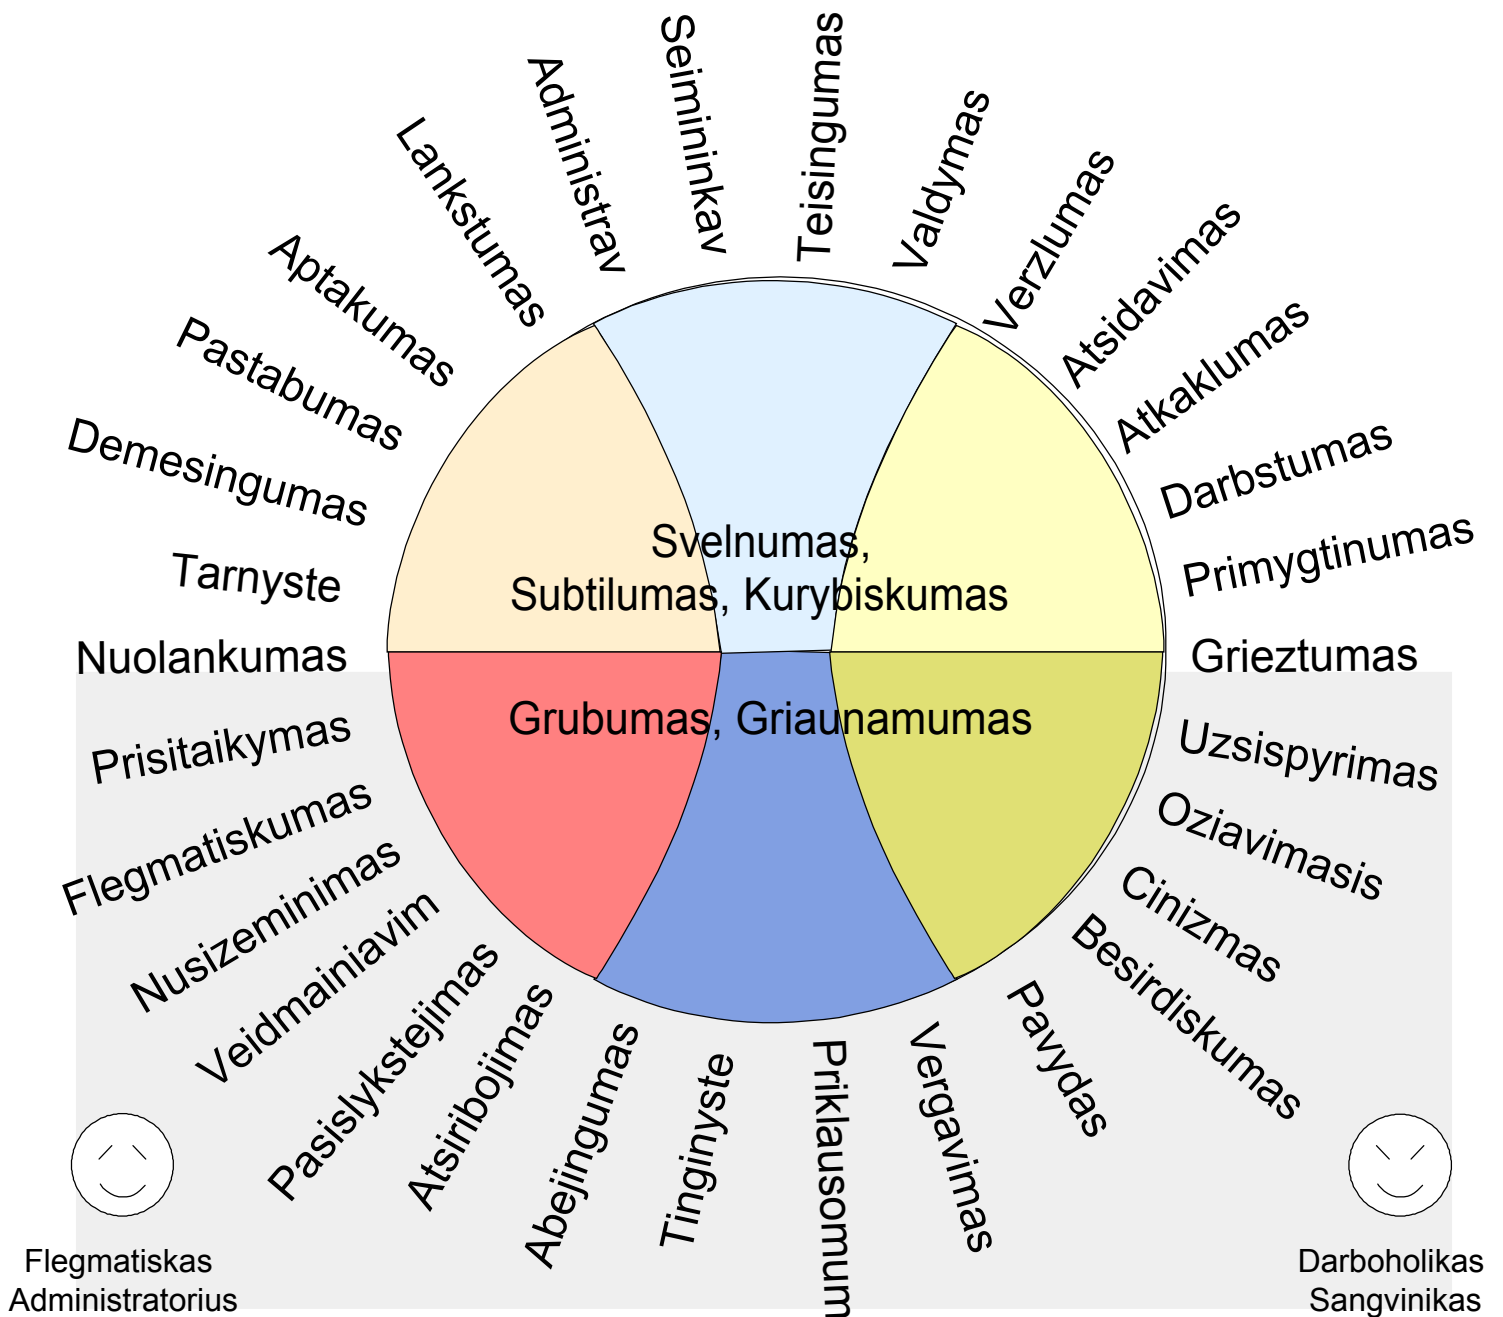 Seimininkav
Teisingumas
Valdymas
Verzlumas
Atsidavimas
Atkaklumas
Darbstumas
Primygtinumas
Grieztumas
Uzsispyrimas
Oziavimasis
Cinizmas
Besirdiskumas
Pavydas
Vergavimas
Priklausomum
Tinginyste
Abejingumas
Atsiribojimas
Pasislykstejimas
Veidmainiavim
Nusizeminimas
Flegmatiskumas
Prisitaikymas
Nuolankumas
Tarnyste
Demesingumas
Pastabumas
Aptakumas
Lankstumas
Administrav
Svelnumas,
Subtilumas, Kurybiskumas
Grubumas, Griaunamumas
Flegmatiskas
Administratorius
Darboholikas
Sangvinikas